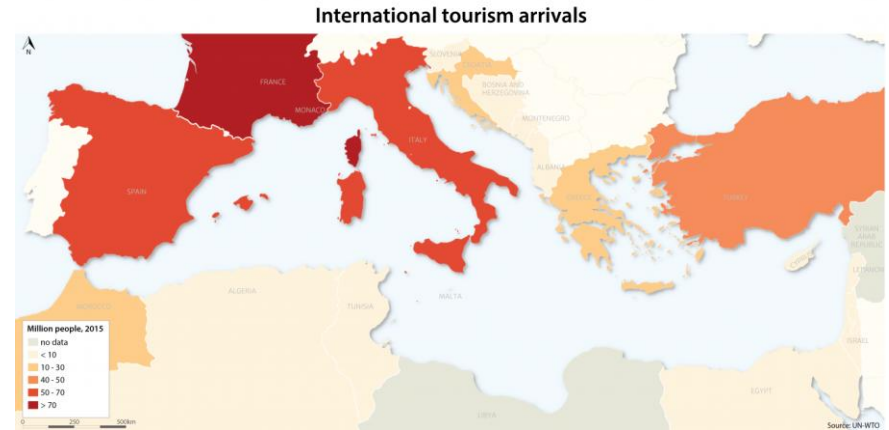 International tourism arrivals
N
SLOVENIA
CROATIA
FRANCE
BOSNIA AND
HERZEGOVINA
MONACO
MONTENEGRO
ITALY
ALBANIA
SPAIN
GREECE
TURKEY
SYRIAN
ARAB
REPUBLIC
CYPRUS
LEBANON
ALGERIA
MALTA
MOROCCO
TUNISIA
ISRAEL
Million people, 2015
no data
< 10
10 - 30
40 - 50
50 - 70
> 70
EGYPT
LIBYA
0 250 500km
Source: UN-WTO